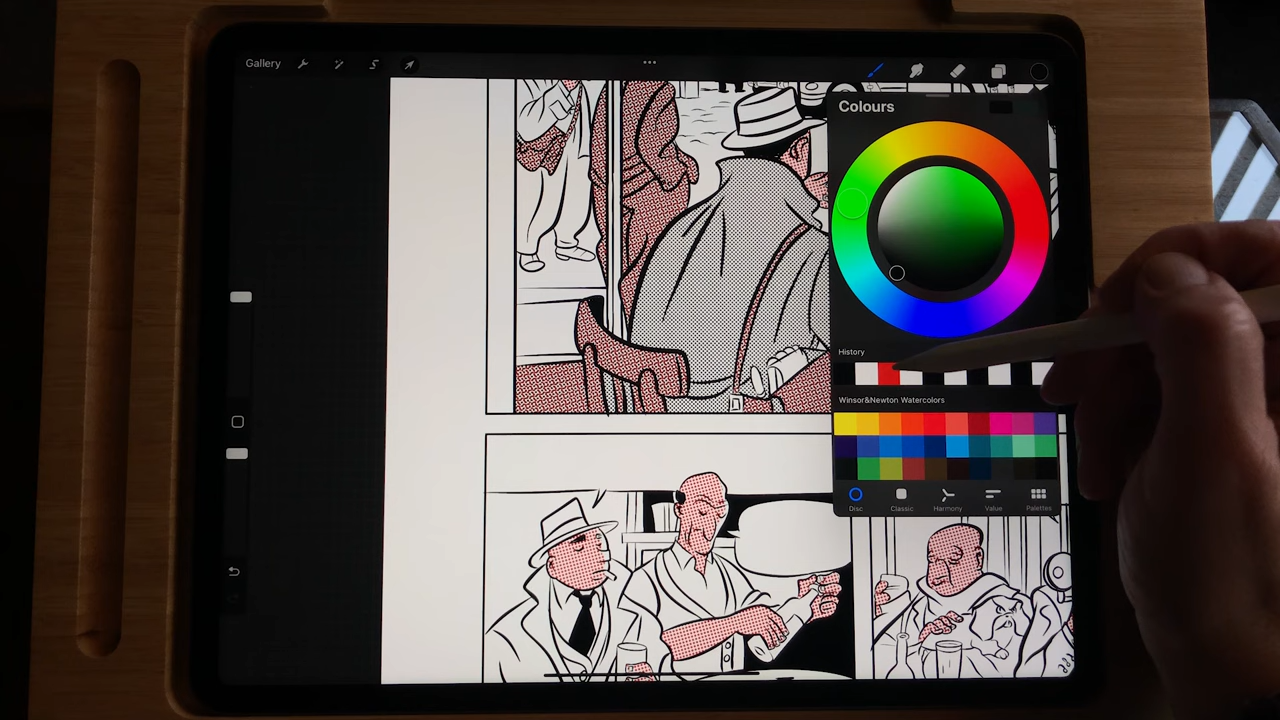 Gallery
Colours
History
Winsor&Newton Watercolors
Disc
Classic
Harmony
Value
Palettes